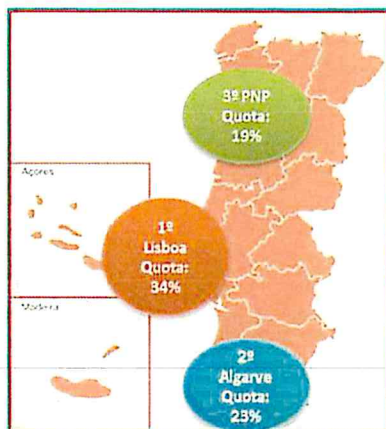 3º PNP
Quota:
19%
Açores
1º
Lisboa
Quota:
34%
Madeira
2º
Algarve
Quota:
23%